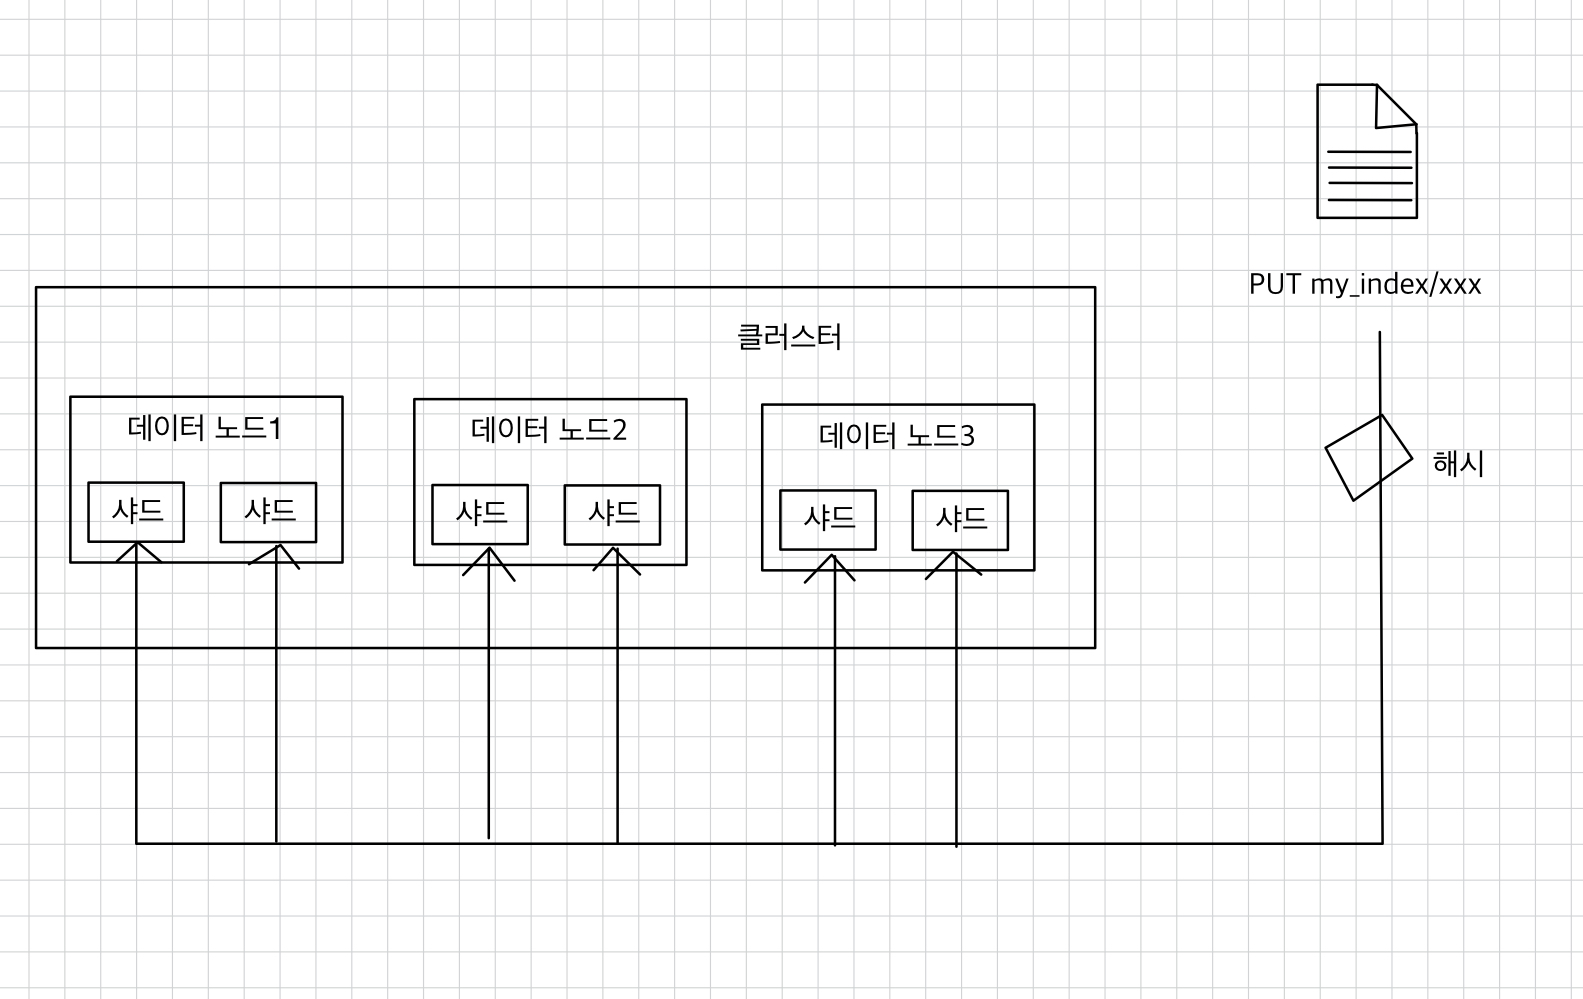 PUT my_index/xxx
클러스터
데이터 노드1
데이터 노드2
데이터 노드3
해시
샤드
샤드
샤드
샤드
샤드
샤드